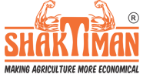 ®
SHAKTIMAN
MAKING AGRICULTURE MORE ECONOMICAL